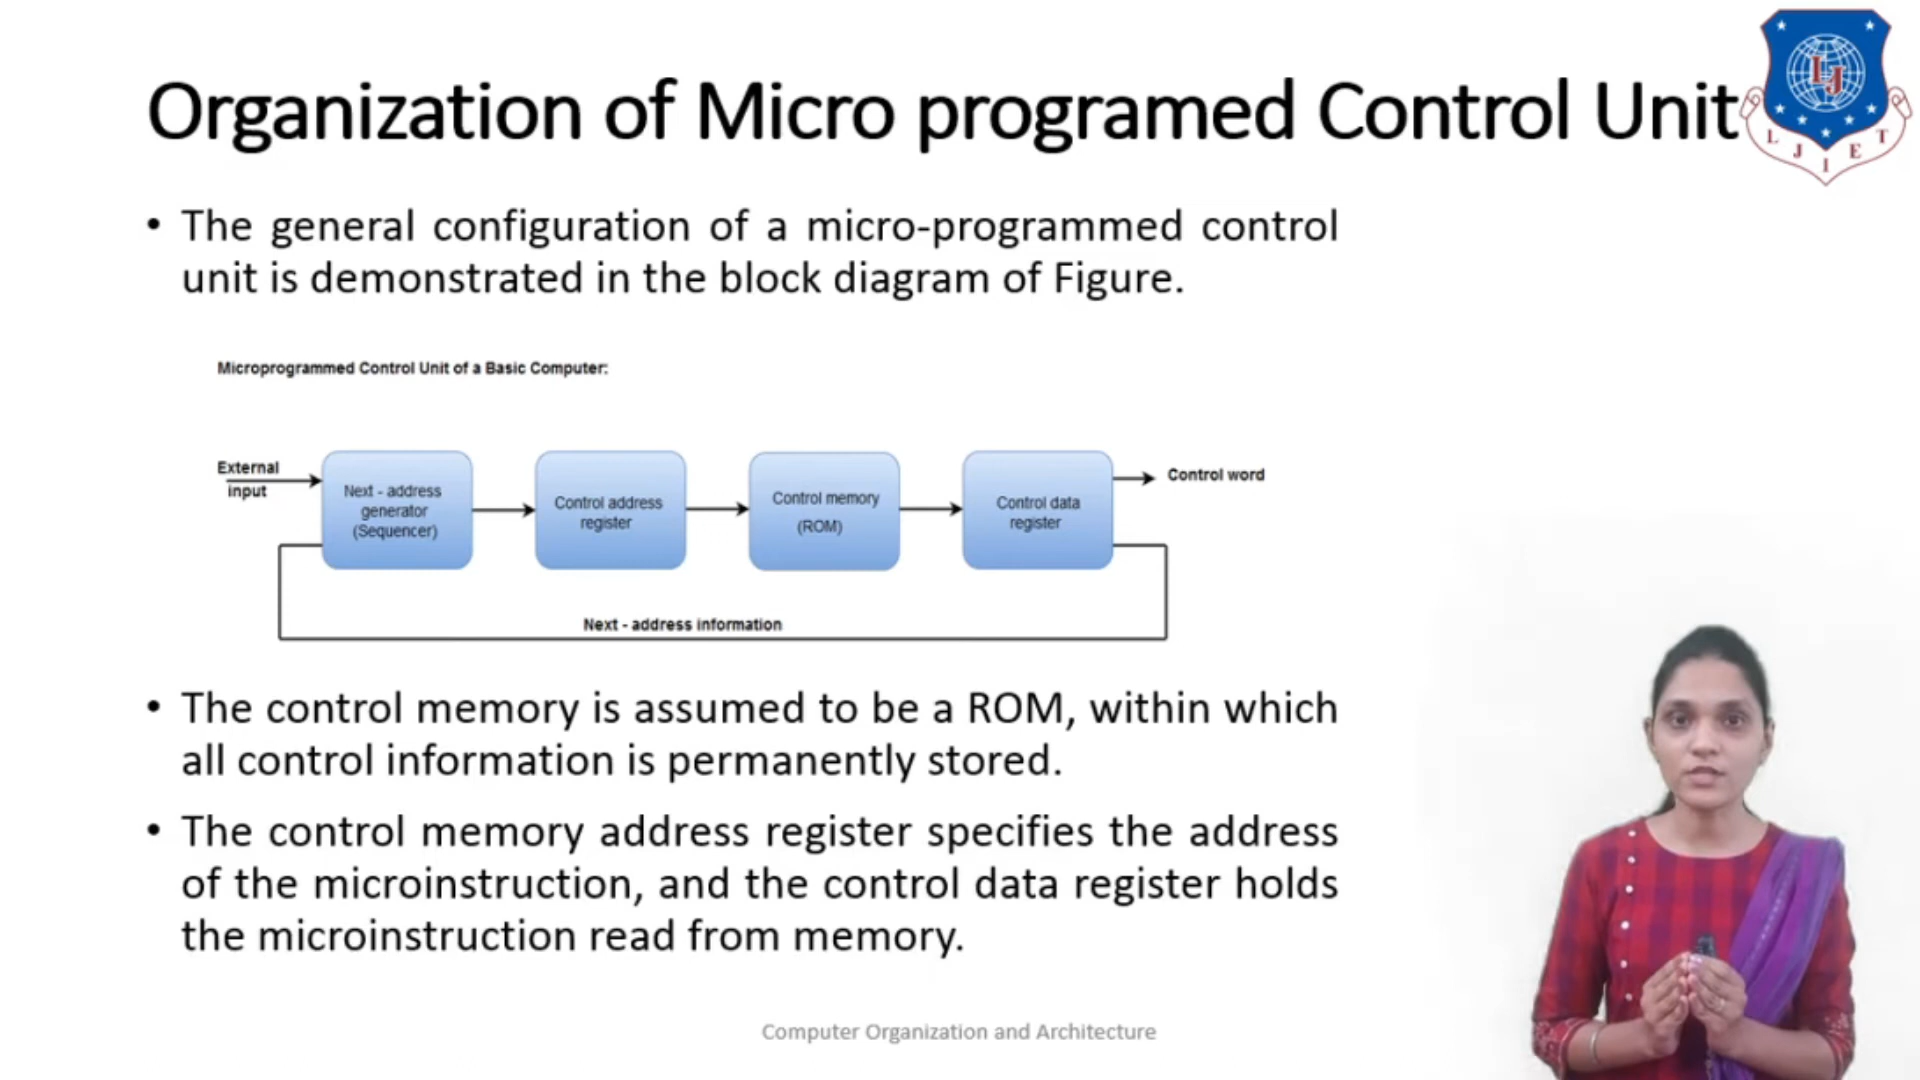 Organization of Micro programed Control Unit
LJ
L J I E T
• The general configuration of a micro-programmed control
unit is demonstrated in the block diagram of Figure.
Microprogrammed Control Unit of a Basic Computer:
External
input
Next - address
generator
(Sequencer)
Control address
register
Control memory
(ROM)
Control data
register
Control word
Next - address information
• The control memory is assumed to be a ROM, within which
all control information is permanently stored.
• The control memory address register specifies the address
of the microinstruction, and the control data register holds
the microinstruction read from memory.
Computer Organization and Architecture